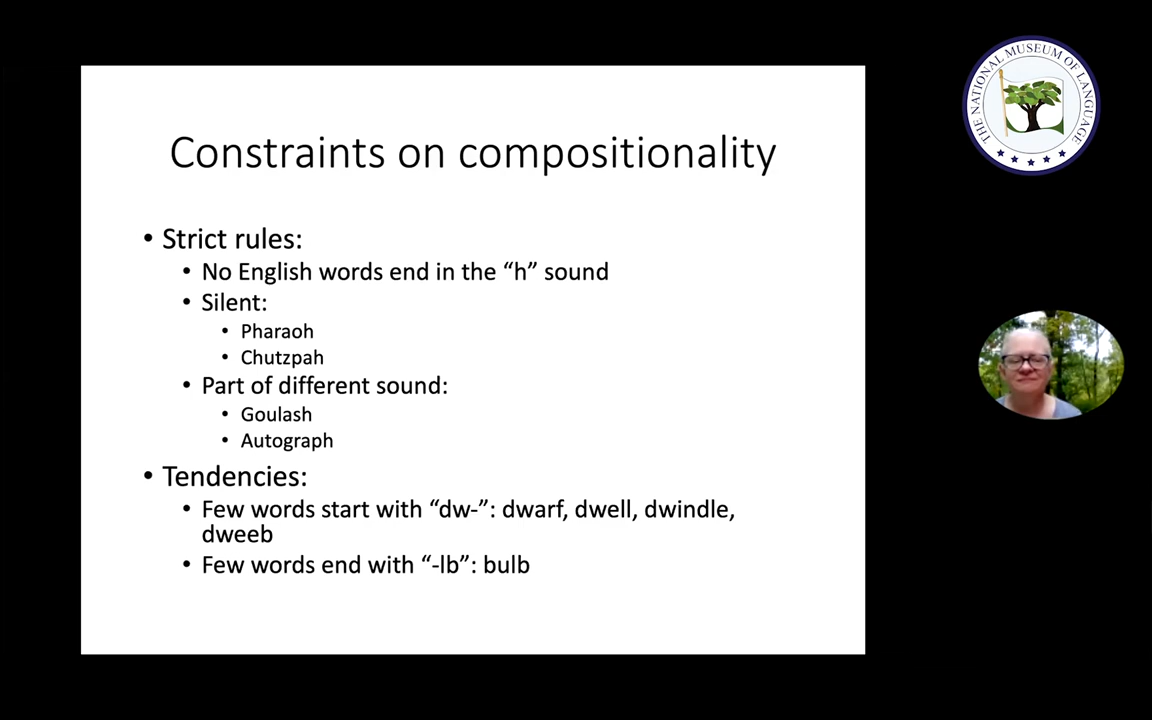 Constraints on compositionality
• Strict rules:
• No English words end in the “h” sound
• Silent:
• Pharaoh
• Chutzpah
• Part of different sound:
• Goulash
• Autograph
• Tendencies:
• Few words start with “dw-”: dwarf, dwell, dwindle,
dweeb
• Few words end with “-lb”: bulb
THE NATIONAL MUSEUM OF LANGUAGE